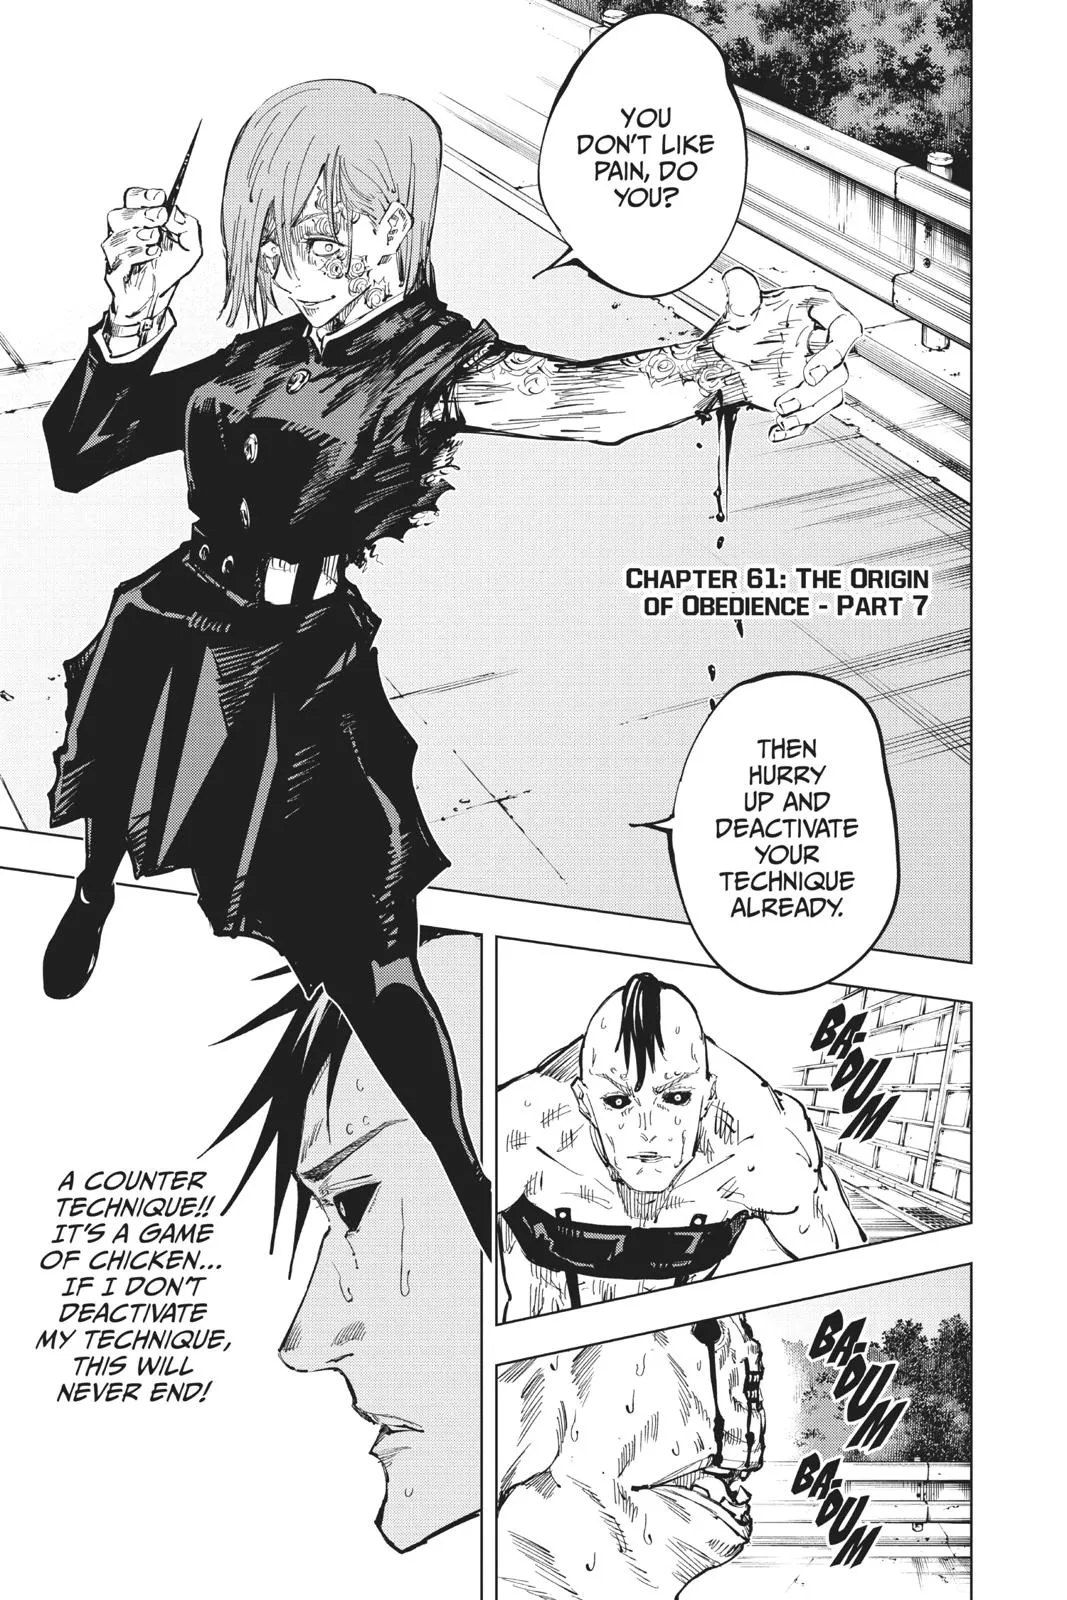 YOU
DON'T LIKE
PAIN, DO
YOU?
CHAPTER 61: THE ORIGIN
OF OBEDIENCE - PART 7
THEN
HURRY
UP AND
DEACTIVATE
YOUR
TECHNIQUE
ALREADY.
BA-
DUM
A COUNTER
TECHNIQUE!!
IT'S A GAME
OF CHICKEN...
IF I DON'T
DEACTIVATE
MY TECHNIQUE,
THIS WILL
NEVER END!
BA-
DUM
BA-
DUM